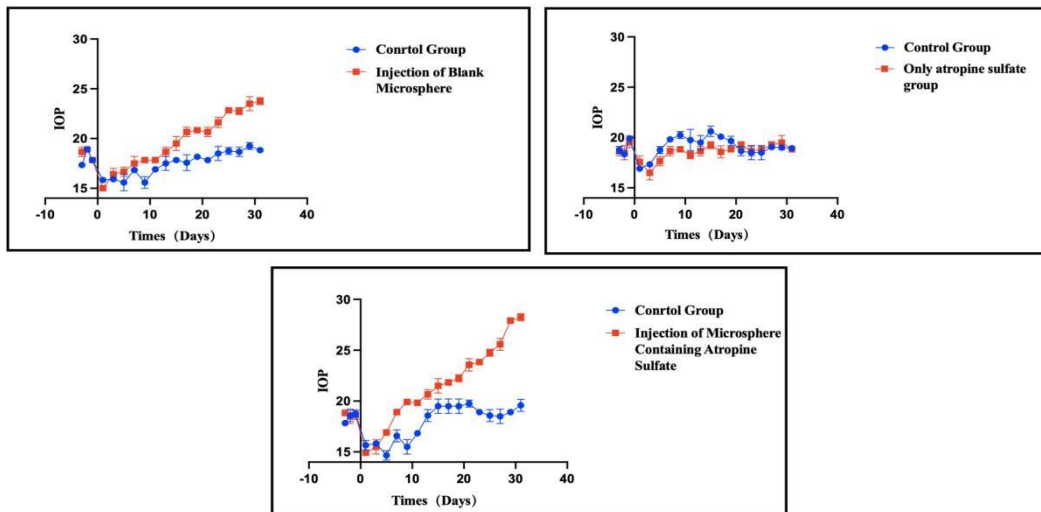 30
25
20
15
IOP
-10
0
10
20
30
40
Times (Days)
Conrtol Group
Injection of Blank
Microsphere
30
25
20
15
IOP
-10
0
10
20
30
40
Times (Days)
Control Group
Only atropine sulfate
group
30
25
20
15
IOP
-10
0
10
20
30
40
Times (Days)
Conrtol Group
Injection of Microsphere
Containing Atropine
Sulfate